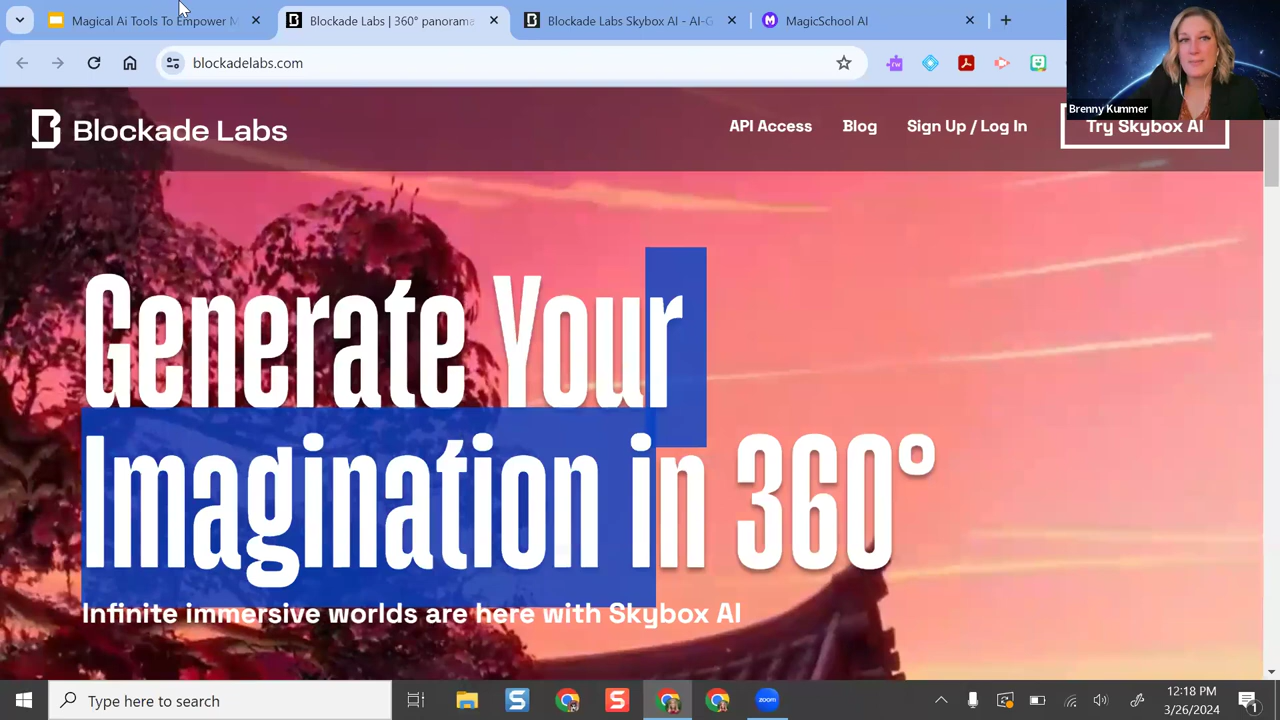 Magical Ai Tools To Empower M
Blockade Labs | 360° panorama
Blockade Labs Skybox AI - AI-G
MagicSchool AI
blockadelabs.com
Brenny Kummer
Blockade Labs
API Access
Blog
Sign Up / Log In
Try Skybox AI
Generate Your
Imagination in 360°
Infinite immersive worlds are here with Skybox AI
Type here to search
12:18 PM
3/26/2024
1